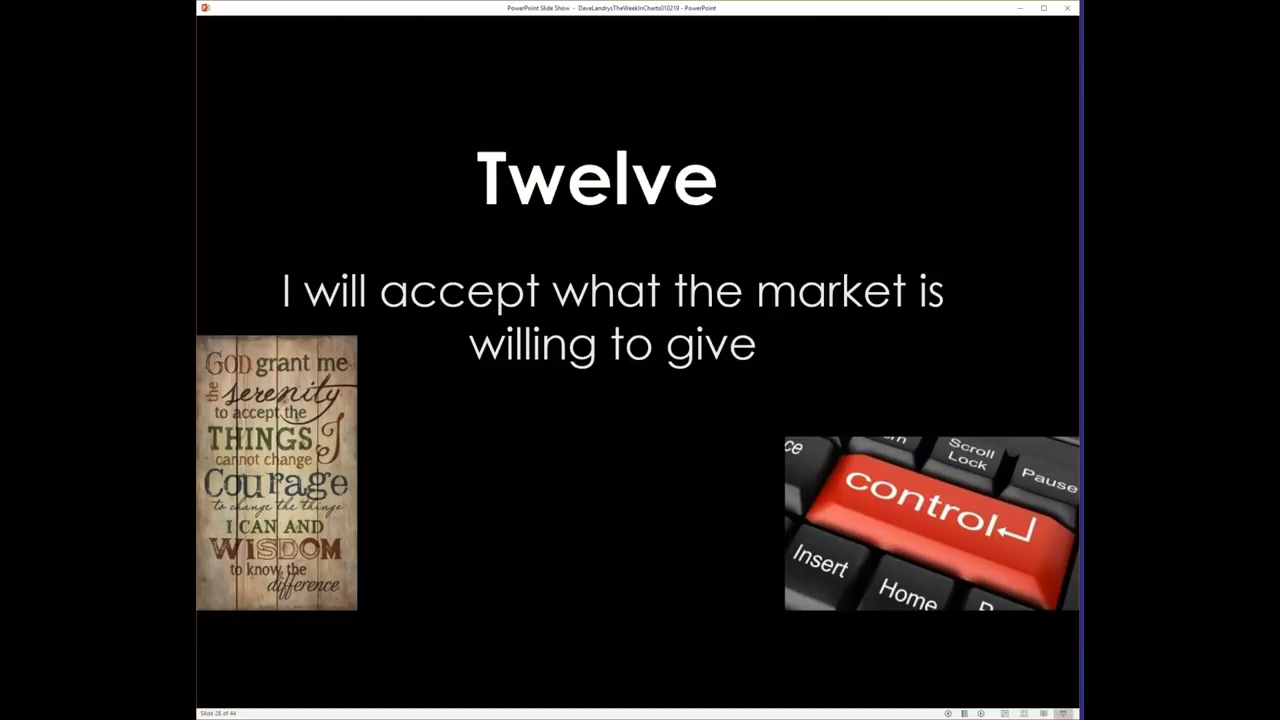 PowerPoint Slide Show - DaveLandrysTheWeekInCharts010219 - PowerPoint
Twelve
I will accept what the market is
willing to give
GOD grant me
the serenity
to accept the
THINGS I
cannot change
Courage
to change the things
I CAN AND
WISDOM
to know the
difference
Scroll
Lock
Pause
control
Insert
Home
Slide 28 of 44